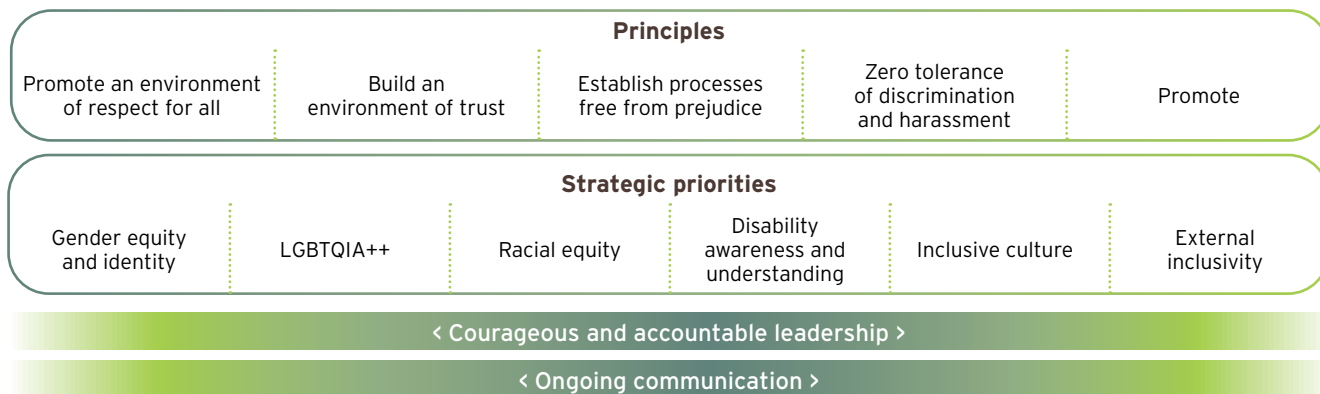 Principles
Promote an environment
of respect for all
Build an
environment of trust
Establish processes
free from prejudice
Zero tolerance
of discrimination
and harassment
Promote
Strategic priorities
Gender equity
and identity
LGBTQIA++
Racial equity
Disability
awareness and
understanding
Inclusive culture
External
inclusivity
< Courageous and accountable leadership >
< Ongoing communication >